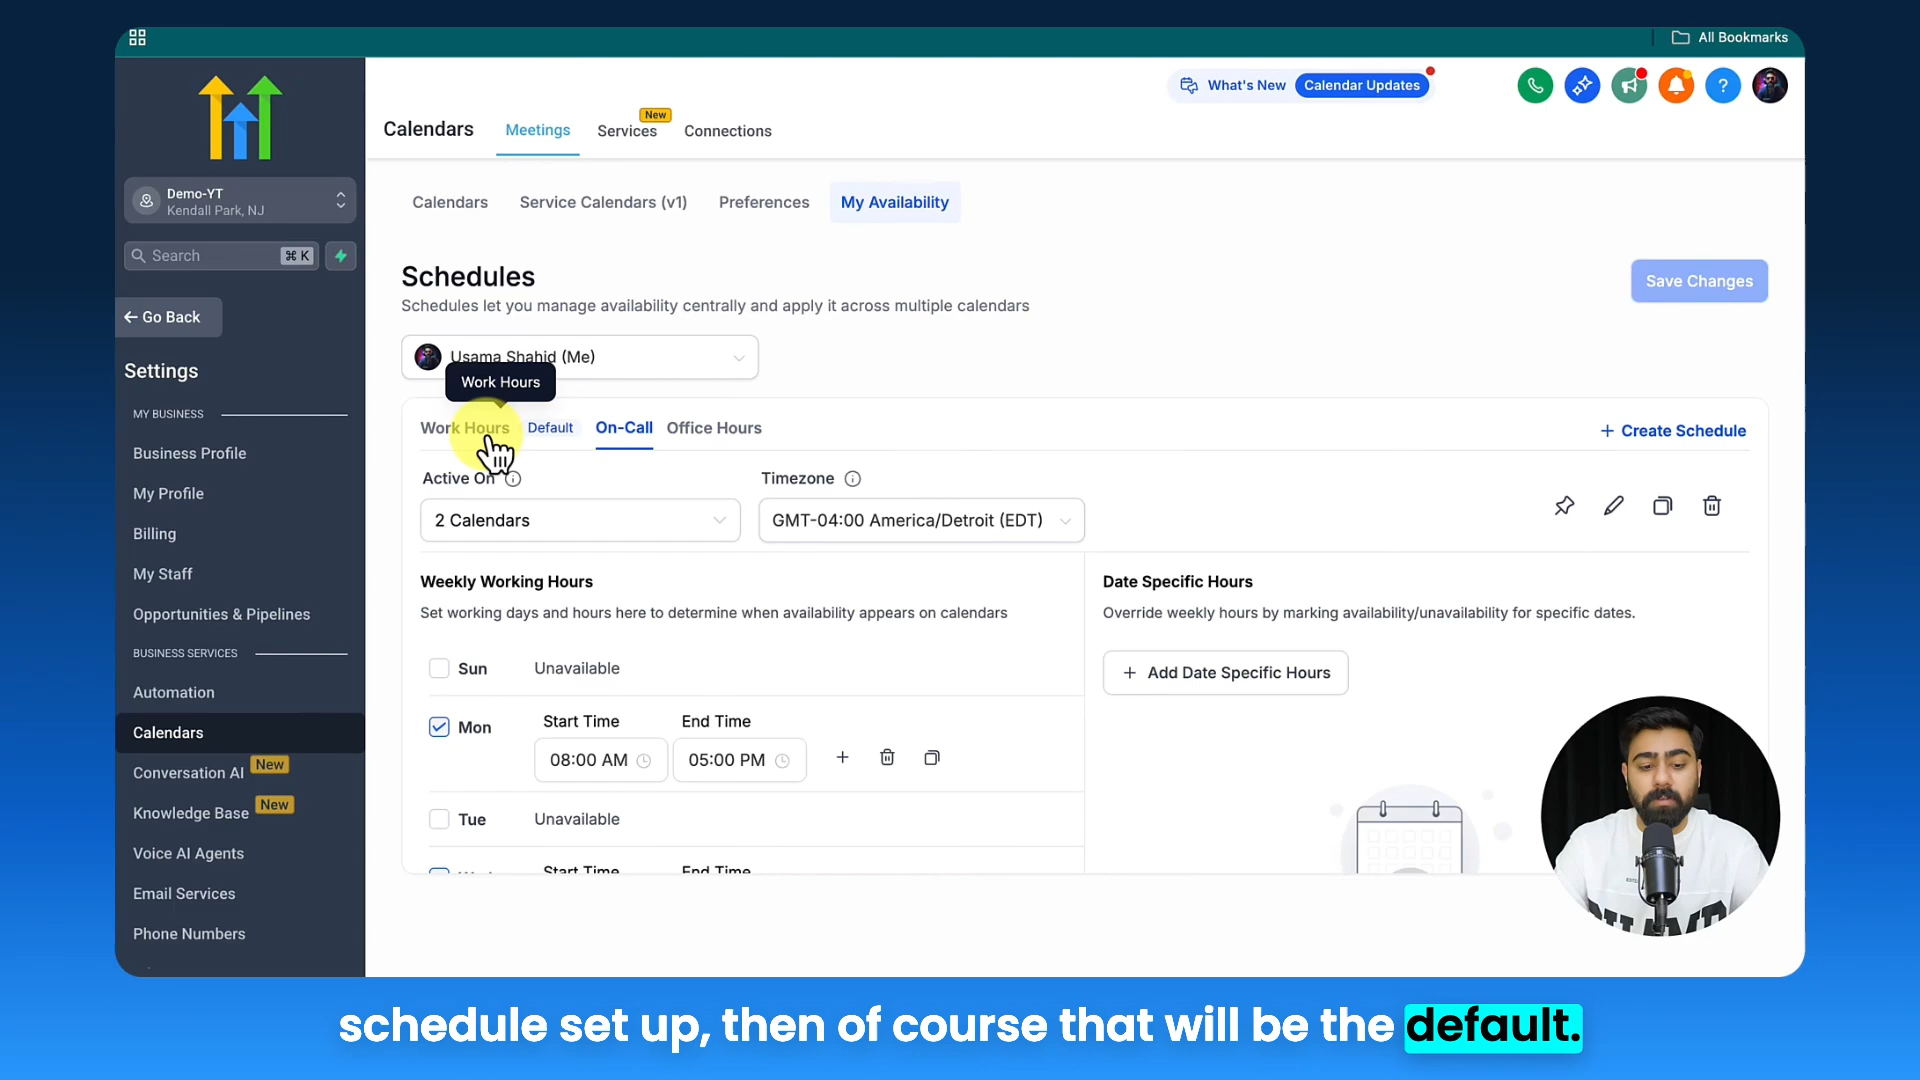 All Bookmarks
What's New
Calendar Updates
Calendars
Meetings
Services
New
Connections
Demo-YT
Kendall Park, NJ
Search
⌘ K
Go Back
Settings
MY BUSINESS
Business Profile
My Profile
Billing
My Staff
Opportunities & Pipelines
BUSINESS SERVICES
Automation
Calendars
Conversation AI
New
Knowledge Base
New
Voice AI Agents
Email Services
Phone Numbers
Calendars
Service Calendars (v1)
Preferences
My Availability
Schedules
Schedules let you manage availability centrally and apply it across multiple calendars
Save Changes
Usama Shahid (Me)
Work Hours
Work Hours
Default
On-Call
Office Hours
+ Create Schedule
Active On
Timezone
2 Calendars
GMT-04:00 America/Detroit (EDT)
Weekly Working Hours
Set working days and hours here to determine when availability appears on calendars
Sun
Unavailable
Mon
Start Time
End Time
08:00 AM
05:00 PM
Tue
Unavailable
Start Time
End Time
Date Specific Hours
Override weekly hours by marking availability/unavailability for specific dates.
+ Add Date Specific Hours
schedule set up, then of course that will be the default.